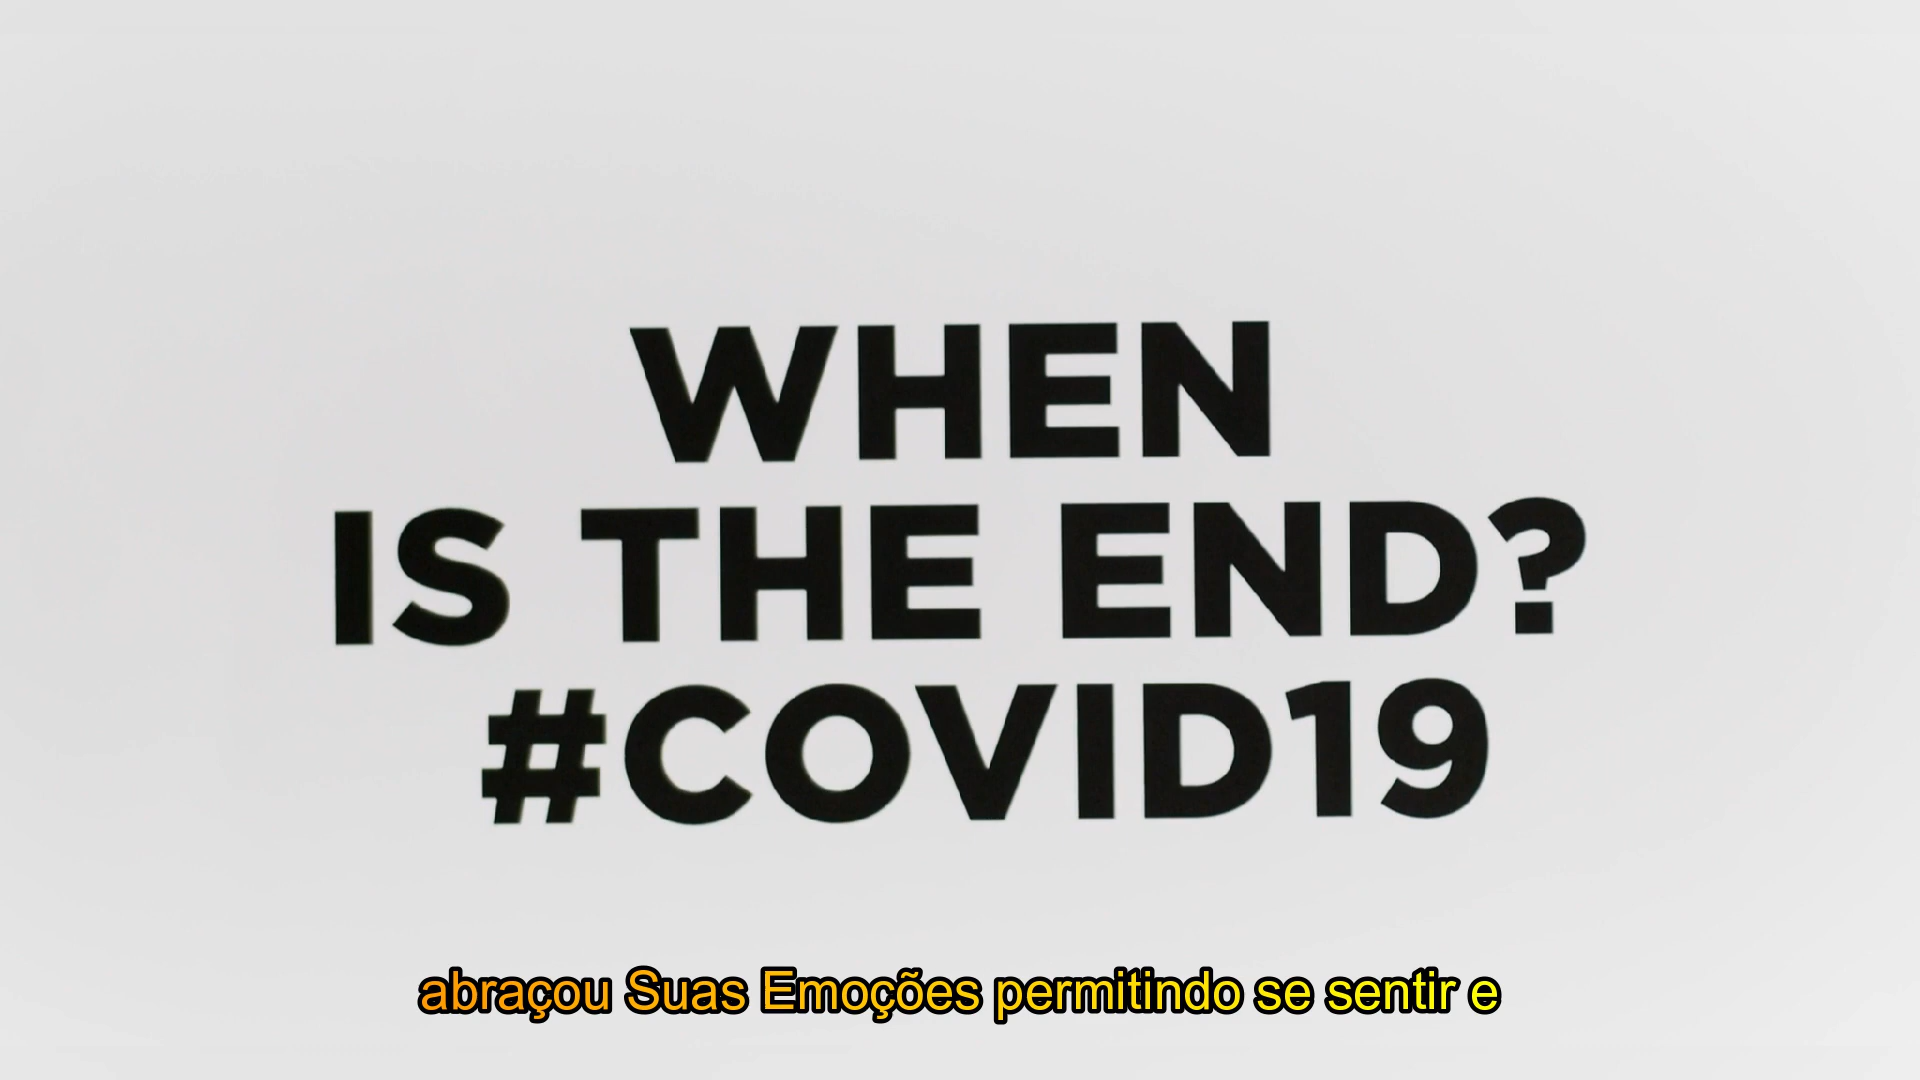 WHEN
IS THE END?
#COVID19
abraçou Suas Emoções permitindo se sentir e